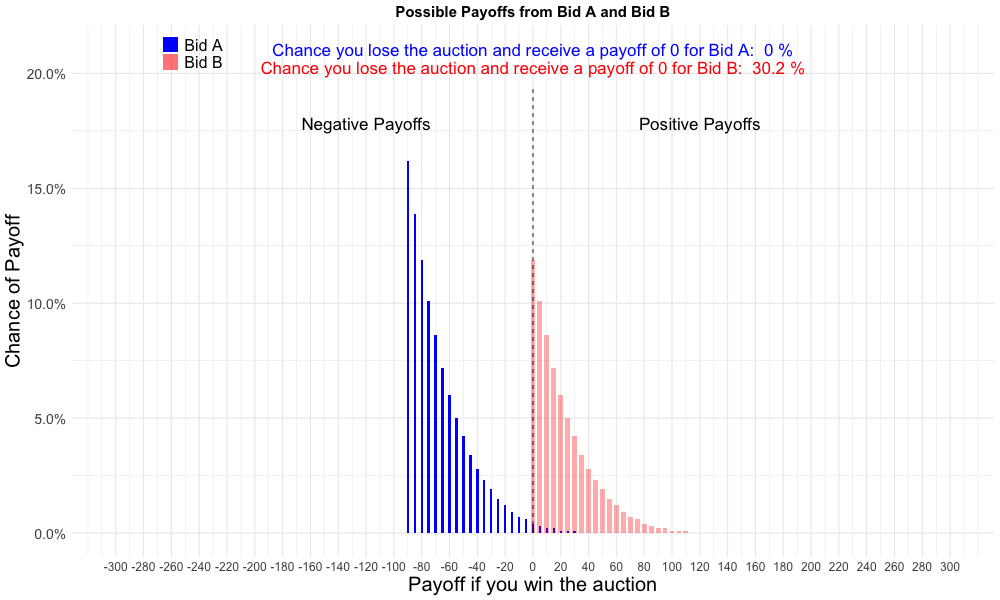 Possible Payoffs from Bid A and Bid B
Bid A
Bid B
Chance you lose the auction and receive a payoff of 0 for Bid A:  0 %
Chance you lose the auction and receive a payoff of 0 for Bid B:  30.2 %
Negative Payoffs
Positive Payoffs
Chance of Payoff
20.0%
15.0%
10.0%
5.0%
0.0%
-300 -280 -260 -240 -220 -200 -180 -160 -140 -120 -100 -80 -60 -40 -20 0 20 40 60 80 100 120 140 160 180 200 220 240 260 280 300
Payoff if you win the auction